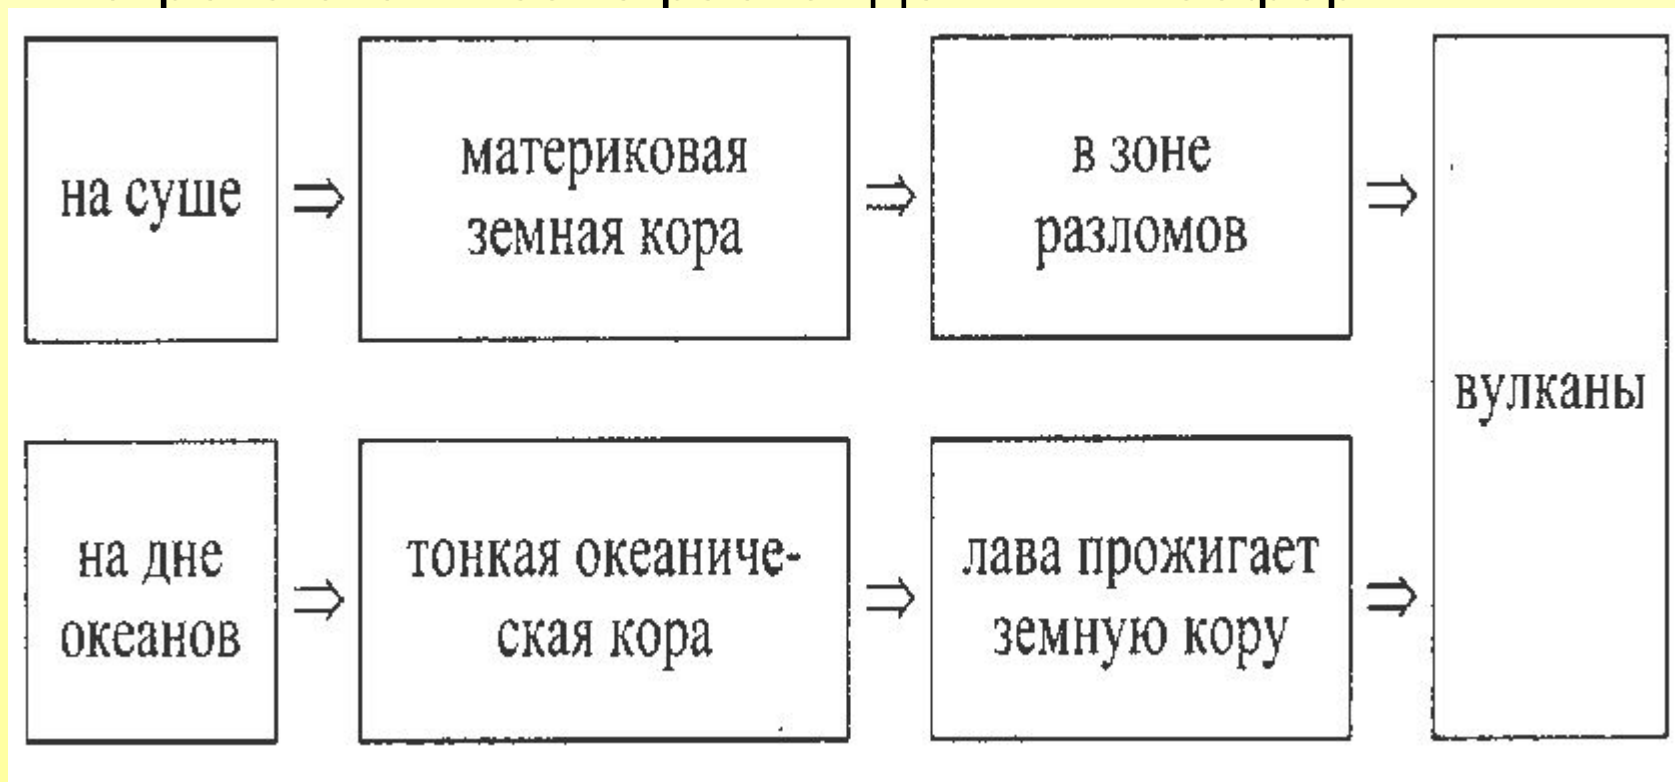 на суше
⇒
материковая
земная кора
⇒
в зоне
разломов
⇒
вулканы
на дне
океанов
⇒
тонкая океаниче-
ская кора
⇒
лава прожигает
земную кору
⇒